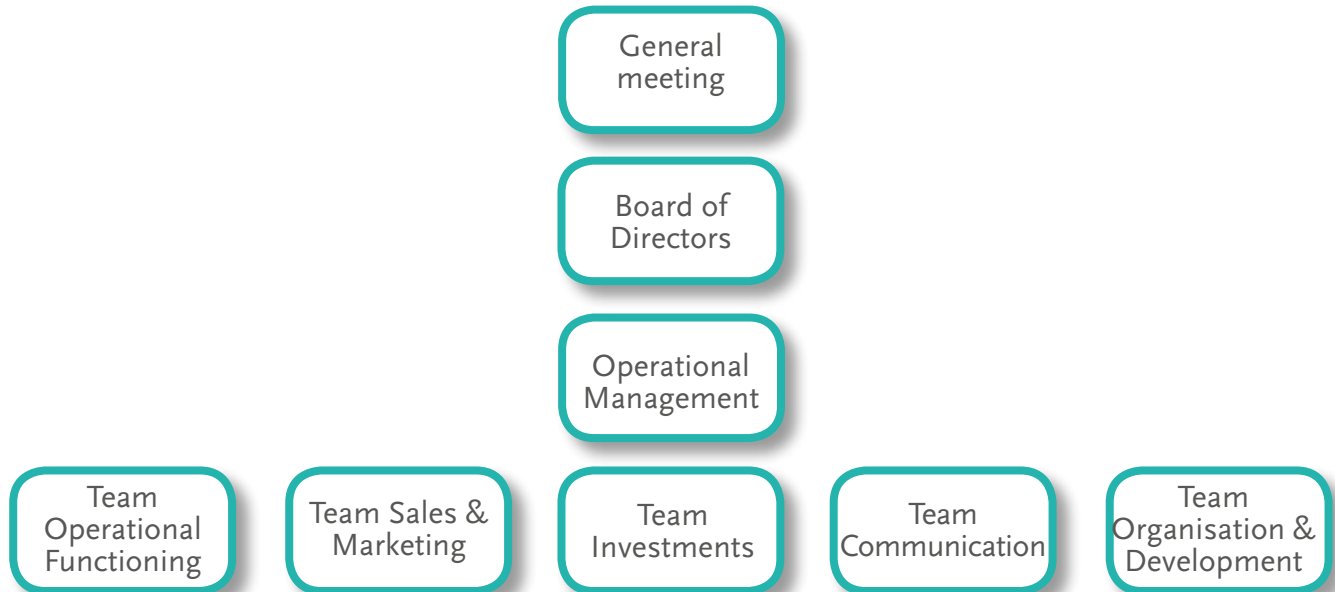 General
meeting
Board of
Directors
Operational
Management
Team
Operational
Functioning
Team Sales &
Marketing
Team
Investments
Team
Communication
Team
Organisation &
Development